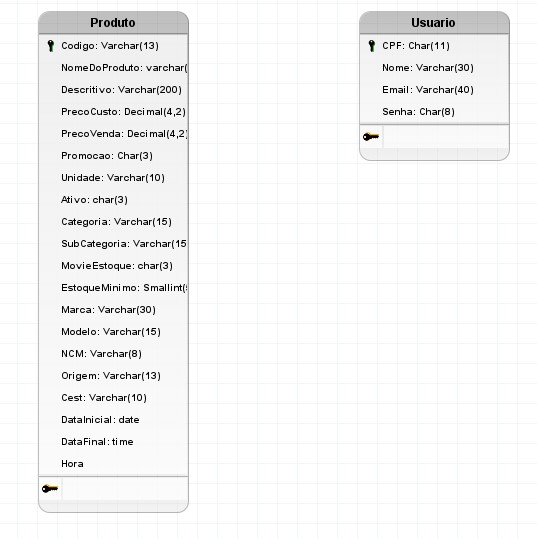 Produto
Codigo: Varchar(13)
NomeDoProduto: varchar(
Descritivo: Varchar(200)
PrecoCusto: Decimal(4,2)
PrecoVenda: Decimal(4,2)
Promocao: Char(3)
Unidade: Varchar(10)
Ativo: char(3)
Categoria: Varchar(15)
SubCategoria: Varchar(15
MovieEstoque: char(3)
EstoqueMinimo: Smallint(
Marca: Varchar(30)
Modelo: Varchar(15)
NCM: Varchar(8)
Origem: Varchar(13)
Cest: Varchar(10)
DataInicial: date
DataFinal: time
Hora
Usuario
CPF: Char(11)
Nome: Varchar(30)
Email: Varchar(40)
Senha: Char(8)